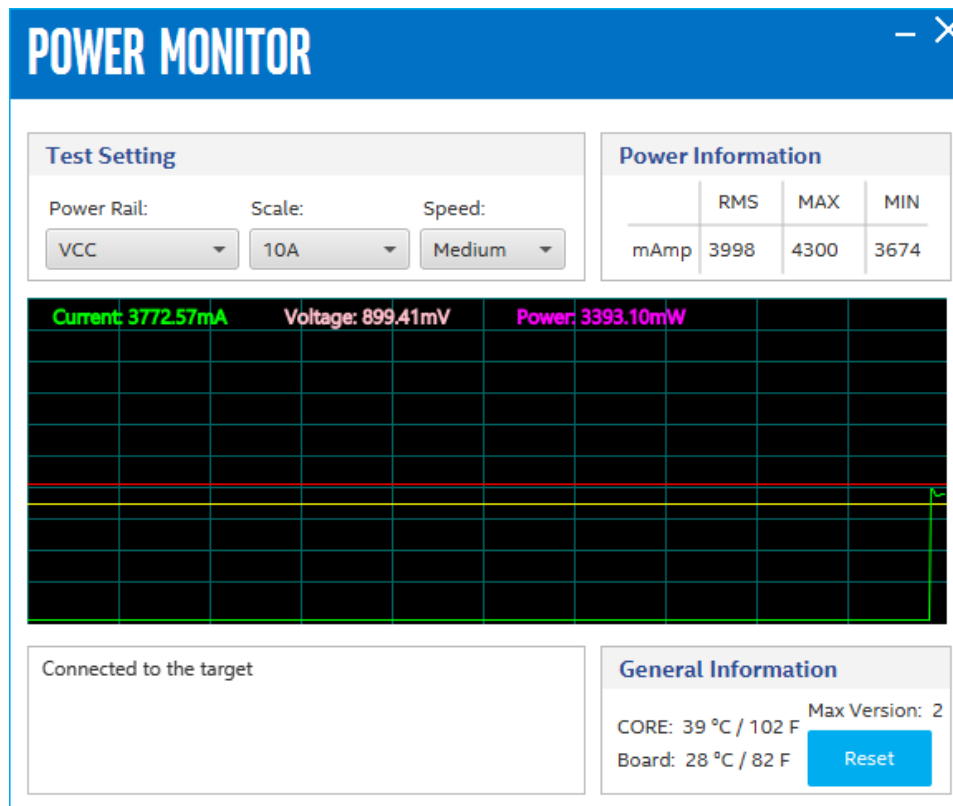 POWER MONITOR
Test Setting
Power Rail: Scale: Speed:
VCC 10A Medium
Power Information
RMS MAX MIN
mAmp 3998 4300 3674
Current: 3772.57mA Voltage: 899.41mV Power: 3393.10mW
Connected to the target
General Information
Max Version: 2
CORE: 39 ºC / 102 F
Board: 28 ºC / 82 F
Reset